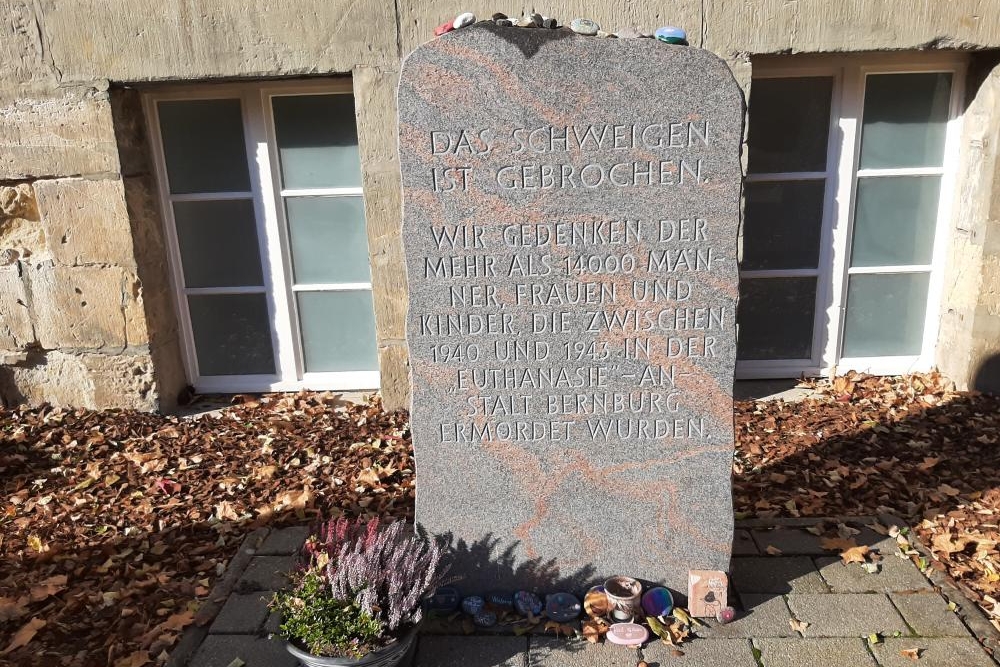 DAS SCHWEIGEN
IST GEBROCHEN.
WIR GEDENKEN DER
MEHR ALS 14000 MÄN-
NER, FRAUEN UND
KINDER, DIE ZWISCHEN
1940 UND 1943 IN DER
„EUTHANASIE“-AN
STALT BERNBURG
ERMORDET WURDEN.